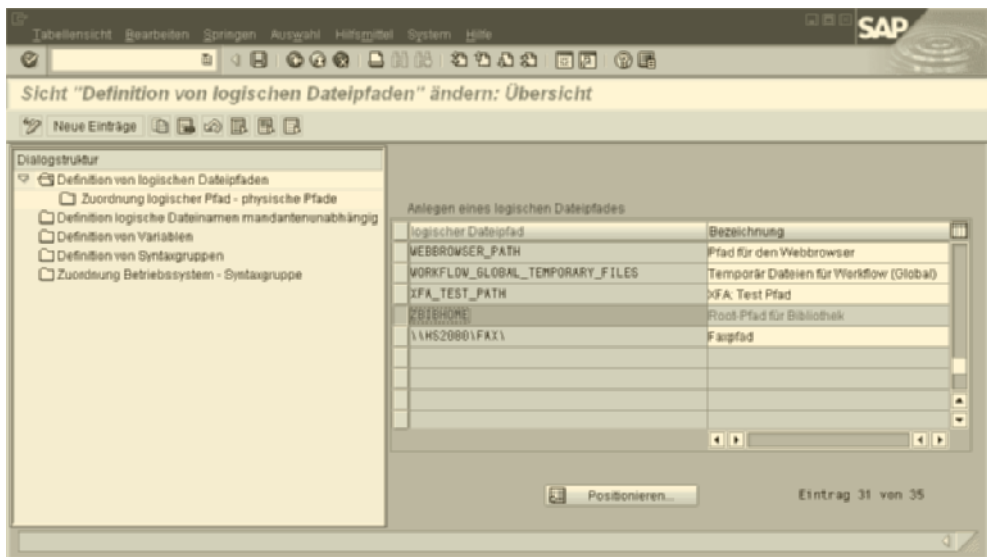 Tabellensicht Bearbeiten Springen Auswahl Hilfsmittel System Hilfe
SAP
Sicht "Definition von logischen Dateipfaden" ändern: Übersicht
Neue Einträge
Dialogstruktur
Definition von logischen Dateipfaden
Zuordnung logischer Pfad - physische Pfade
Definition logische Dateinamen mandantenunabhängig
Definition von Variablen
Definition von Syntaxgruppen
Zuordnung Betriebssystem - Syntaxgruppe
Anlegen eines logischen Dateipfades
logischer Dateipfad Bezeichnung
WEBBROWSER_PATH Pfad für den Webbrowser
WORKFLOW_GLOBAL_TEMPORARY_FILES Temporär Dateien für Workflow (Global)
XFA_TEST_PATH XFA: Test Pfad
ZBIBHOME Root-Pfad für Bibliothek
\\HS2080\FAX\ Faxpfad
Positionieren...
Eintrag 31 von 35